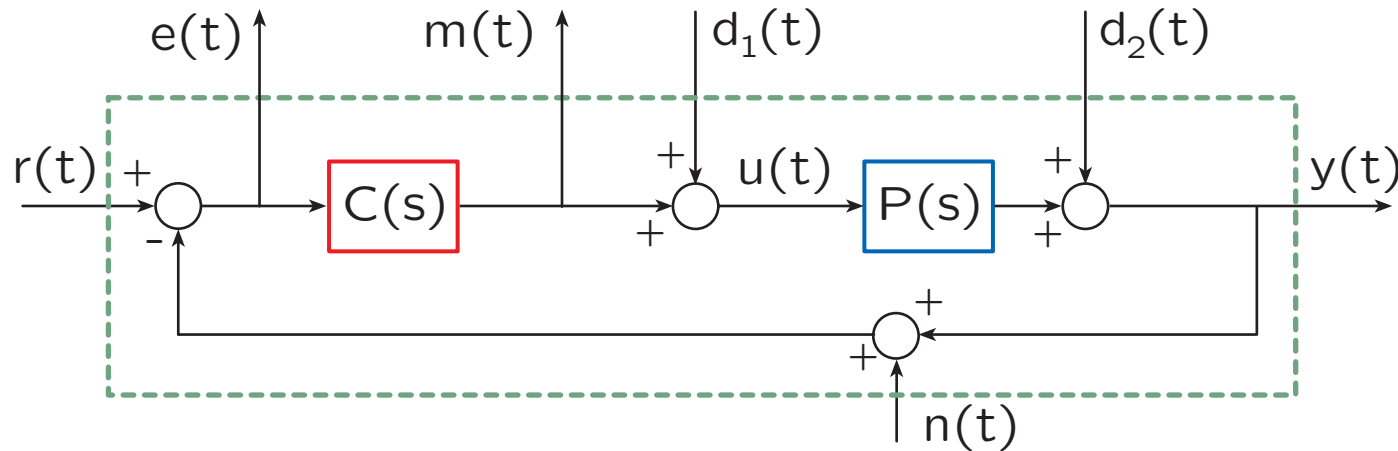 e(t) m(t) d₁(t) d₂(t)
r(t) + + u(t) + y(t)
C(s) P(s)
- + +
+
+
n(t)